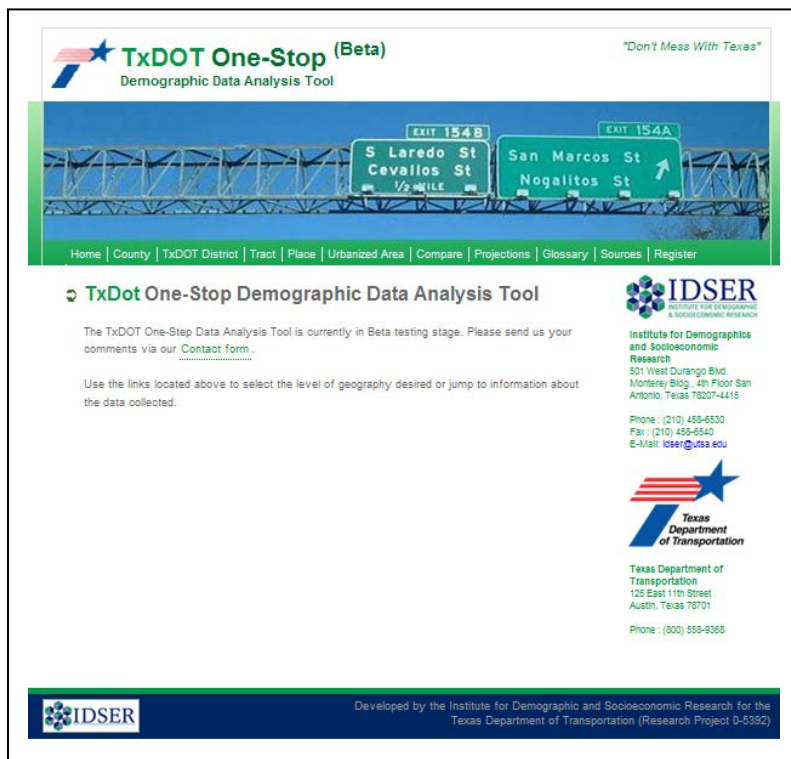 TxDOT One-Stop (Beta)
Demographic Data Analysis Tool
"Don't Mess With Texas"
EXIT 154B
S Laredo St
Cevallos St
1/2 MILE
EXIT 154A
San Marcos St
Nogalitos St
Home | County | TxDOT District | Tract | Place | Urbanized Area | Compare | Projections | Glossary | Sources | Register
TxDot One-Stop Demographic Data Analysis Tool
The TxDOT One-Step Data Analysis Tool is currently in Beta testing stage. Please send us your
comments via our Contact form.
Use the links located above to select the level of geography desired or jump to information about
the data collected.
IDSER
INSTITUTE FOR DEMOGRAPHIC
& SOCIOECONOMIC RESEARCH
Institute for Demographics
and Socioeconomic
Research
501 West Durango Blvd.
Monterey Bldg., 4th Floor San
Antonio, Texas 78207-4415
Phone : (210) 458-6530
Fax : (210) 458-6540
E-Mail: idser@utsa.edu
Texas
Department
of Transportation
Texas Department of
Transportation
125 East 11th Street
Austin, Texas 78701
Phone : (800) 558-9368
IDSER
Developed by the Institute for Demographic and Socioeconomic Research for the
Texas Department of Transportation (Research Project 0-5392)